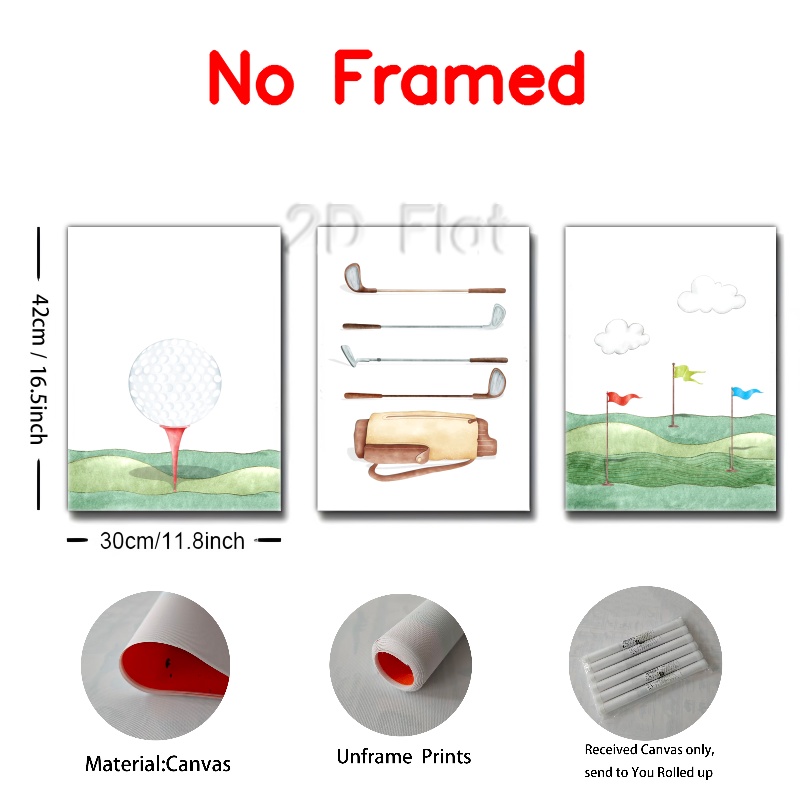 No Framed
2D Flat
42cm / 16.5inch
30cm/11.8inch
Material:Canvas
Unframe Prints
Received Canvas only,
send to You Rolled up